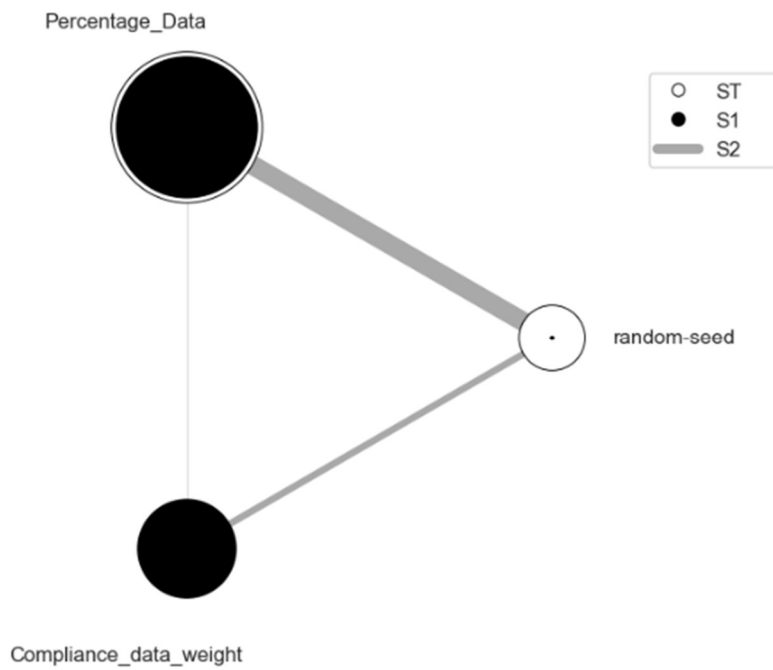 Percentage_Data
ST
S1
S2
random-seed
Compliance_data_weight